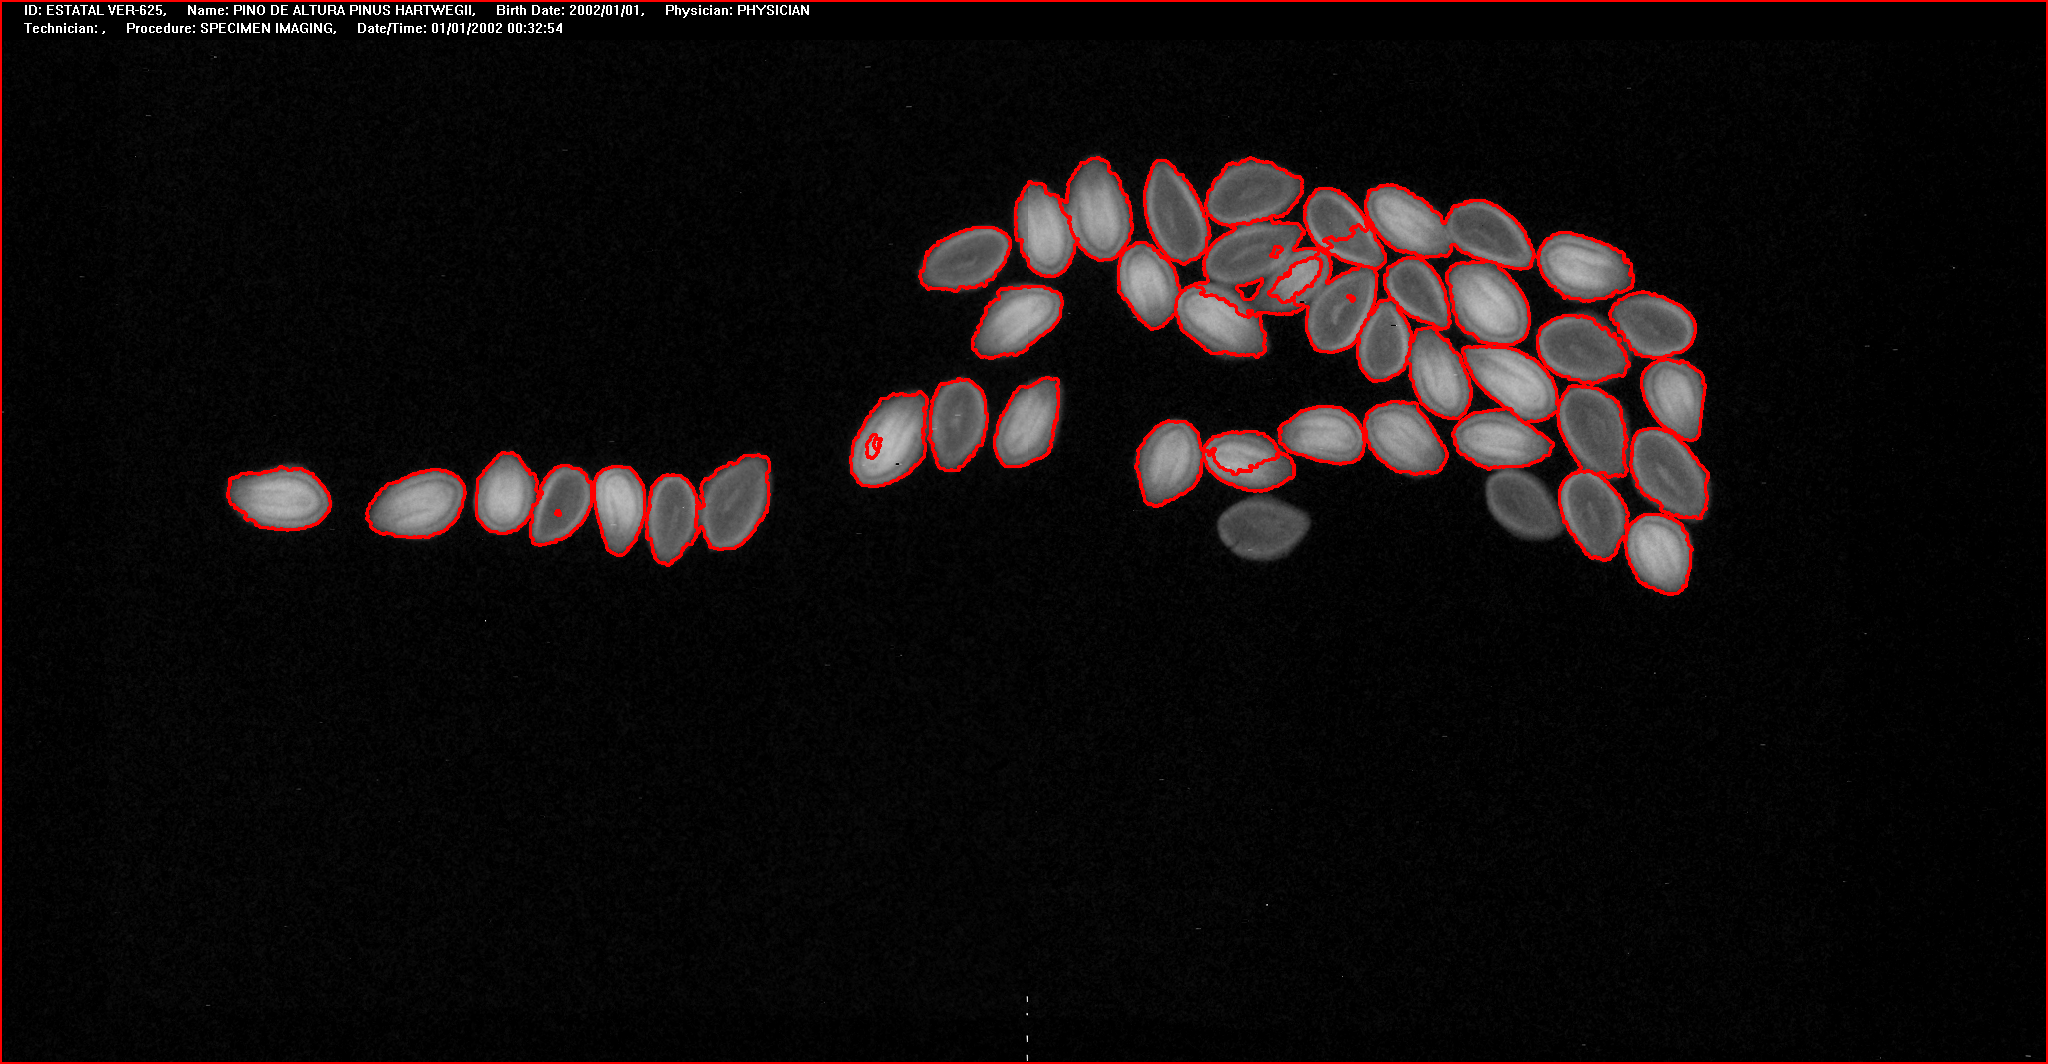 ID: ESTATAL VER-625, Name: PINO DE ALTURA PINUS HARTWEGII, Birth Date: 2002/01/01, Physician: PHYSICIAN
Technician: , Procedure: SPECIMEN IMAGING, Date/Time: 01/01/2002 00:32:54